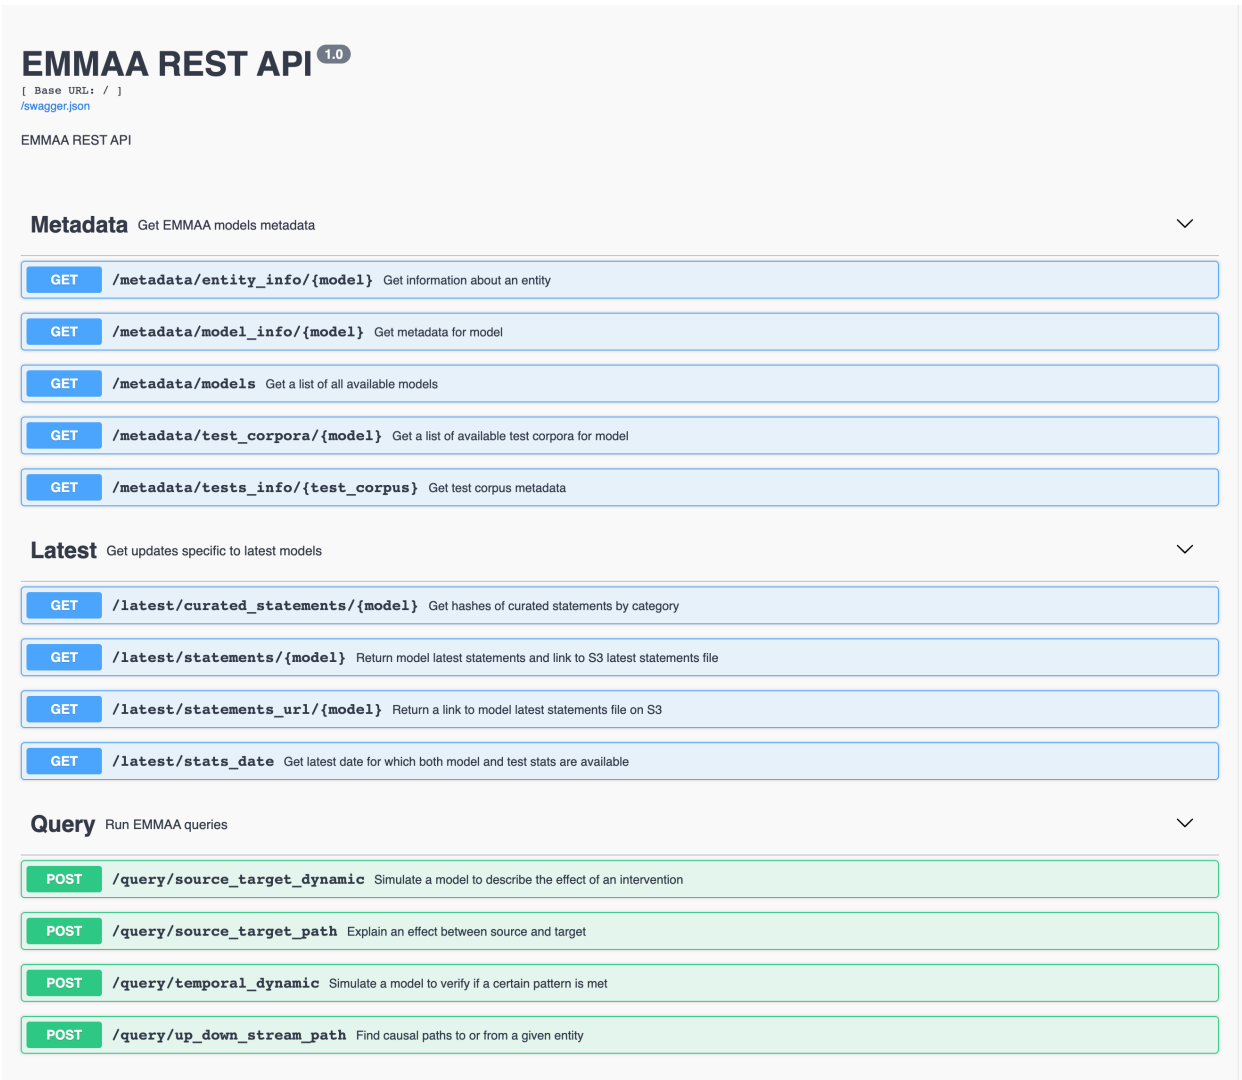 EMMAA REST API 1.0
[ Base URL: / ]
/swagger.json
EMMAA REST API
Metadata Get EMMAA models metadata
GET /metadata/entity_info/{model} Get information about an entity
GET /metadata/model_info/{model} Get metadata for model
GET /metadata/models Get a list of all available models
GET /metadata/test_corpora/{model} Get a list of available test corpora for model
GET /metadata/tests_info/{test_corpus} Get test corpus metadata
Latest Get updates specific to latest models
GET /latest/curated_statements/{model} Get hashes of curated statements by category
GET /latest/statements/{model} Return model latest statements and link to S3 latest statements file
GET /latest/statements_url/{model} Return a link to model latest statements file on S3
GET /latest/stats_date Get latest date for which both model and test stats are available
Query Run EMMAA queries
POST /query/source_target_dynamic Simulate a model to describe the effect of an intervention
POST /query/source_target_path Explain an effect between source and target
POST /query/temporal_dynamic Simulate a model to verify if a certain pattern is met
POST /query/up_down_stream_path Find causal paths to or from a given entity